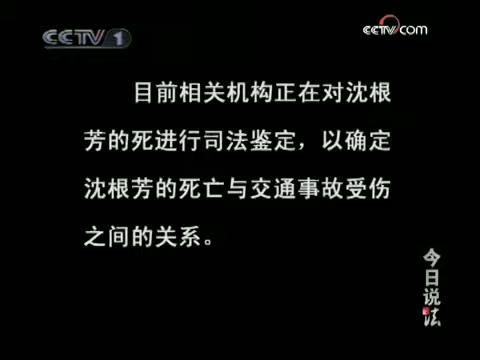 CCTV 1
CCTV.com
目前相关机构正在对沈根
芳的死进行司法鉴定，以确定
沈根芳的死亡与交通事故受伤
之间的关系。
今日说法